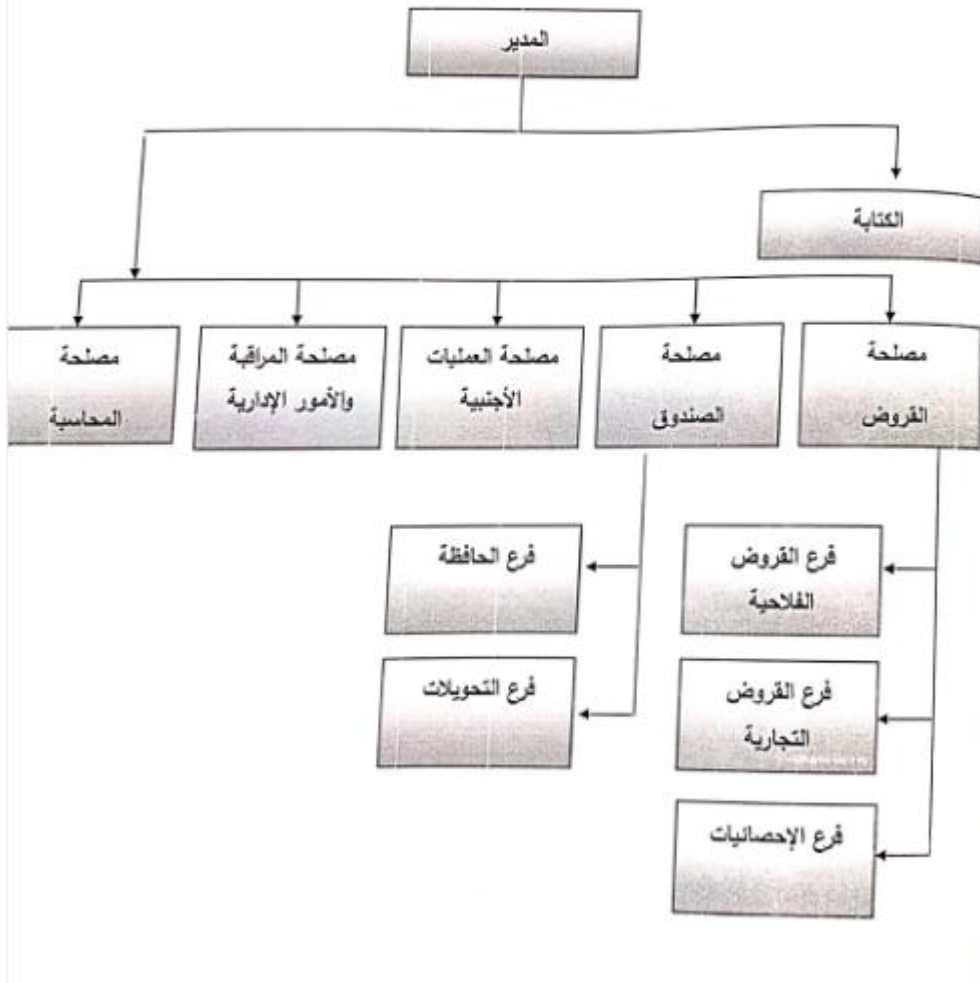 المدير
الكتابة
مصلحة
القروض
مصلحة
الصندوق
مصلحة العمليات
الأجنبية
مصلحة المراقبة
والأمور الإدارية
مصلحة
المحاسبة
فرع القروض
الفلاحية
فرع الحافظة
فرع القروض
التجارية
فرع التحويلات
فرع الإحصائيات